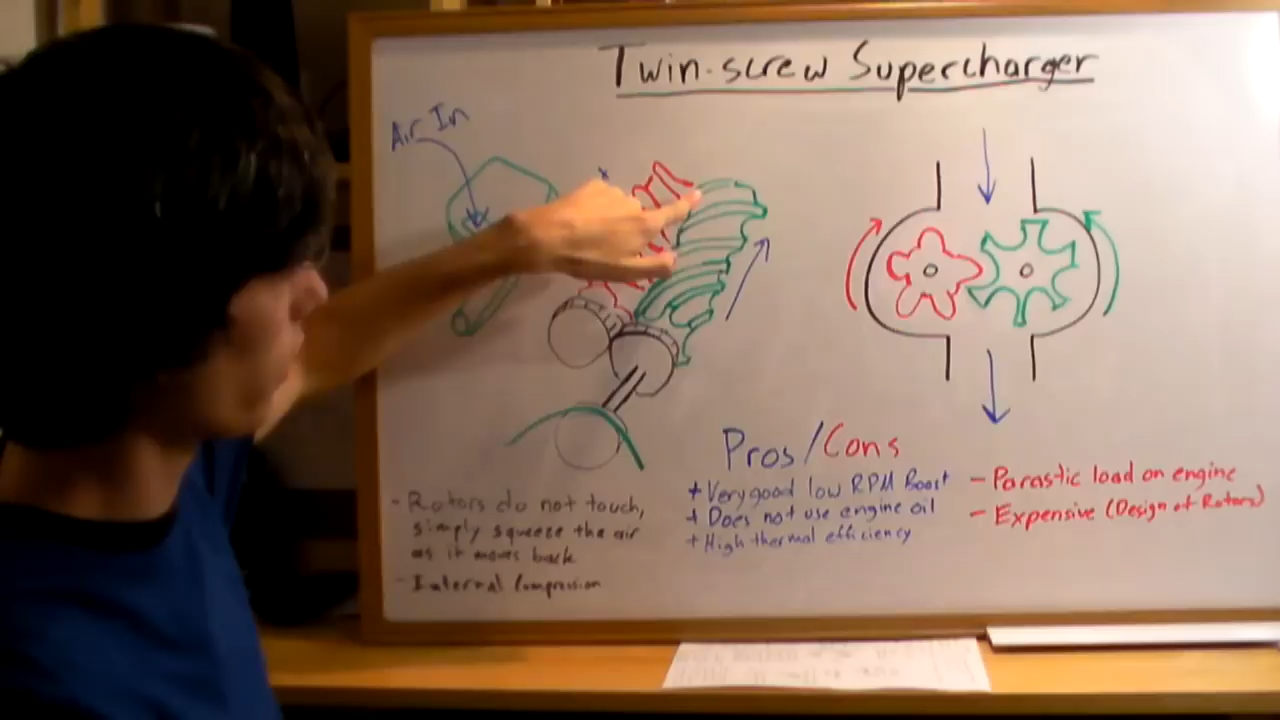 Twin-screw Supercharger
Air In
Pros/Cons
+ Very good low RPM Boost
+ Does not use engine oil
+ High thermal efficiency
- Parastic load on engine
- Expensive (Design of Rotors)
- Rotors do not touch,
simply squeeze the air
as it moves back
- Internal Compression